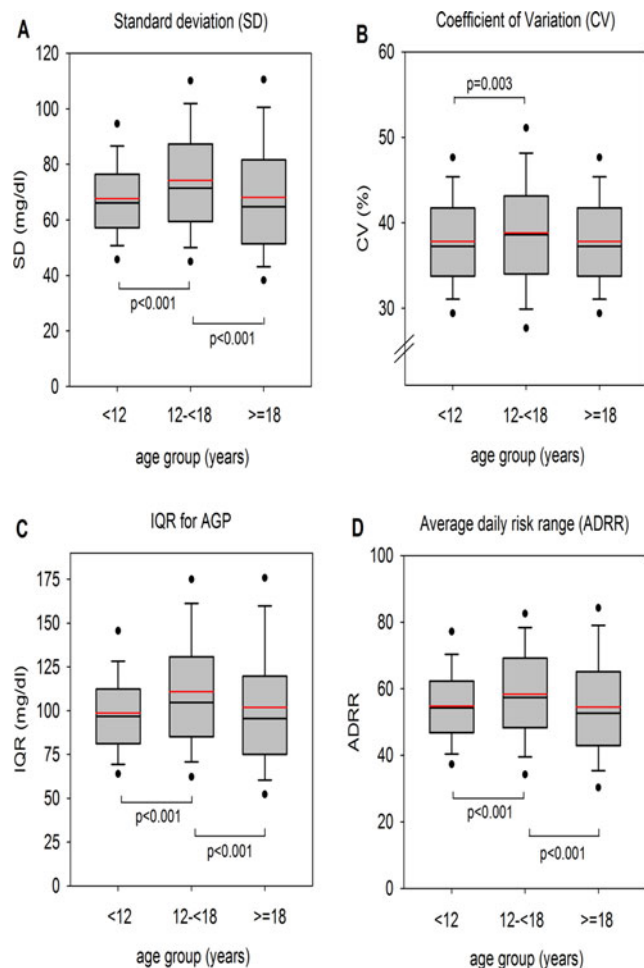 A
Standard deviation (SD)
120
100
80
60
40
20
0
SD (mg/dl)
p<0.001
p<0.001
<12
12-<18
>=18
age group (years)
B
Coefficient of Variation (CV)
60
50
40
30
CV (%)
p=0.003
<12
12-<18
>=18
age group (years)
C
IQR for AGP
175
150
125
100
75
50
25
0
IQR (mg/dl)
p<0.001
p<0.001
<12
12-<18
>=18
age group (years)
D
Average daily risk range (ADRR)
100
80
60
40
20
0
ADRR
p<0.001
p<0.001
<12
12-<18
>=18
age group (years)